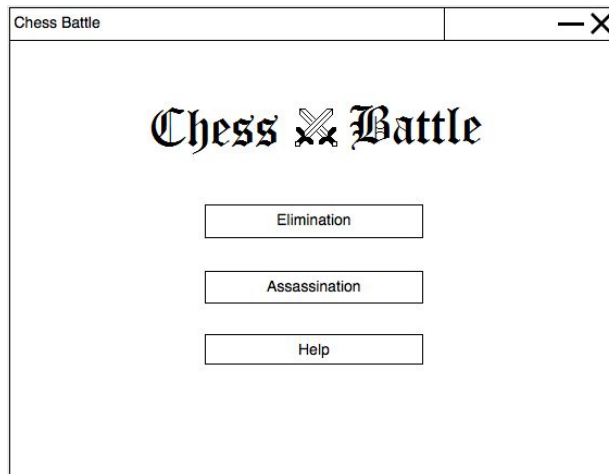 Chess Battle
Chess Battle
Elimination
Assassination
Help